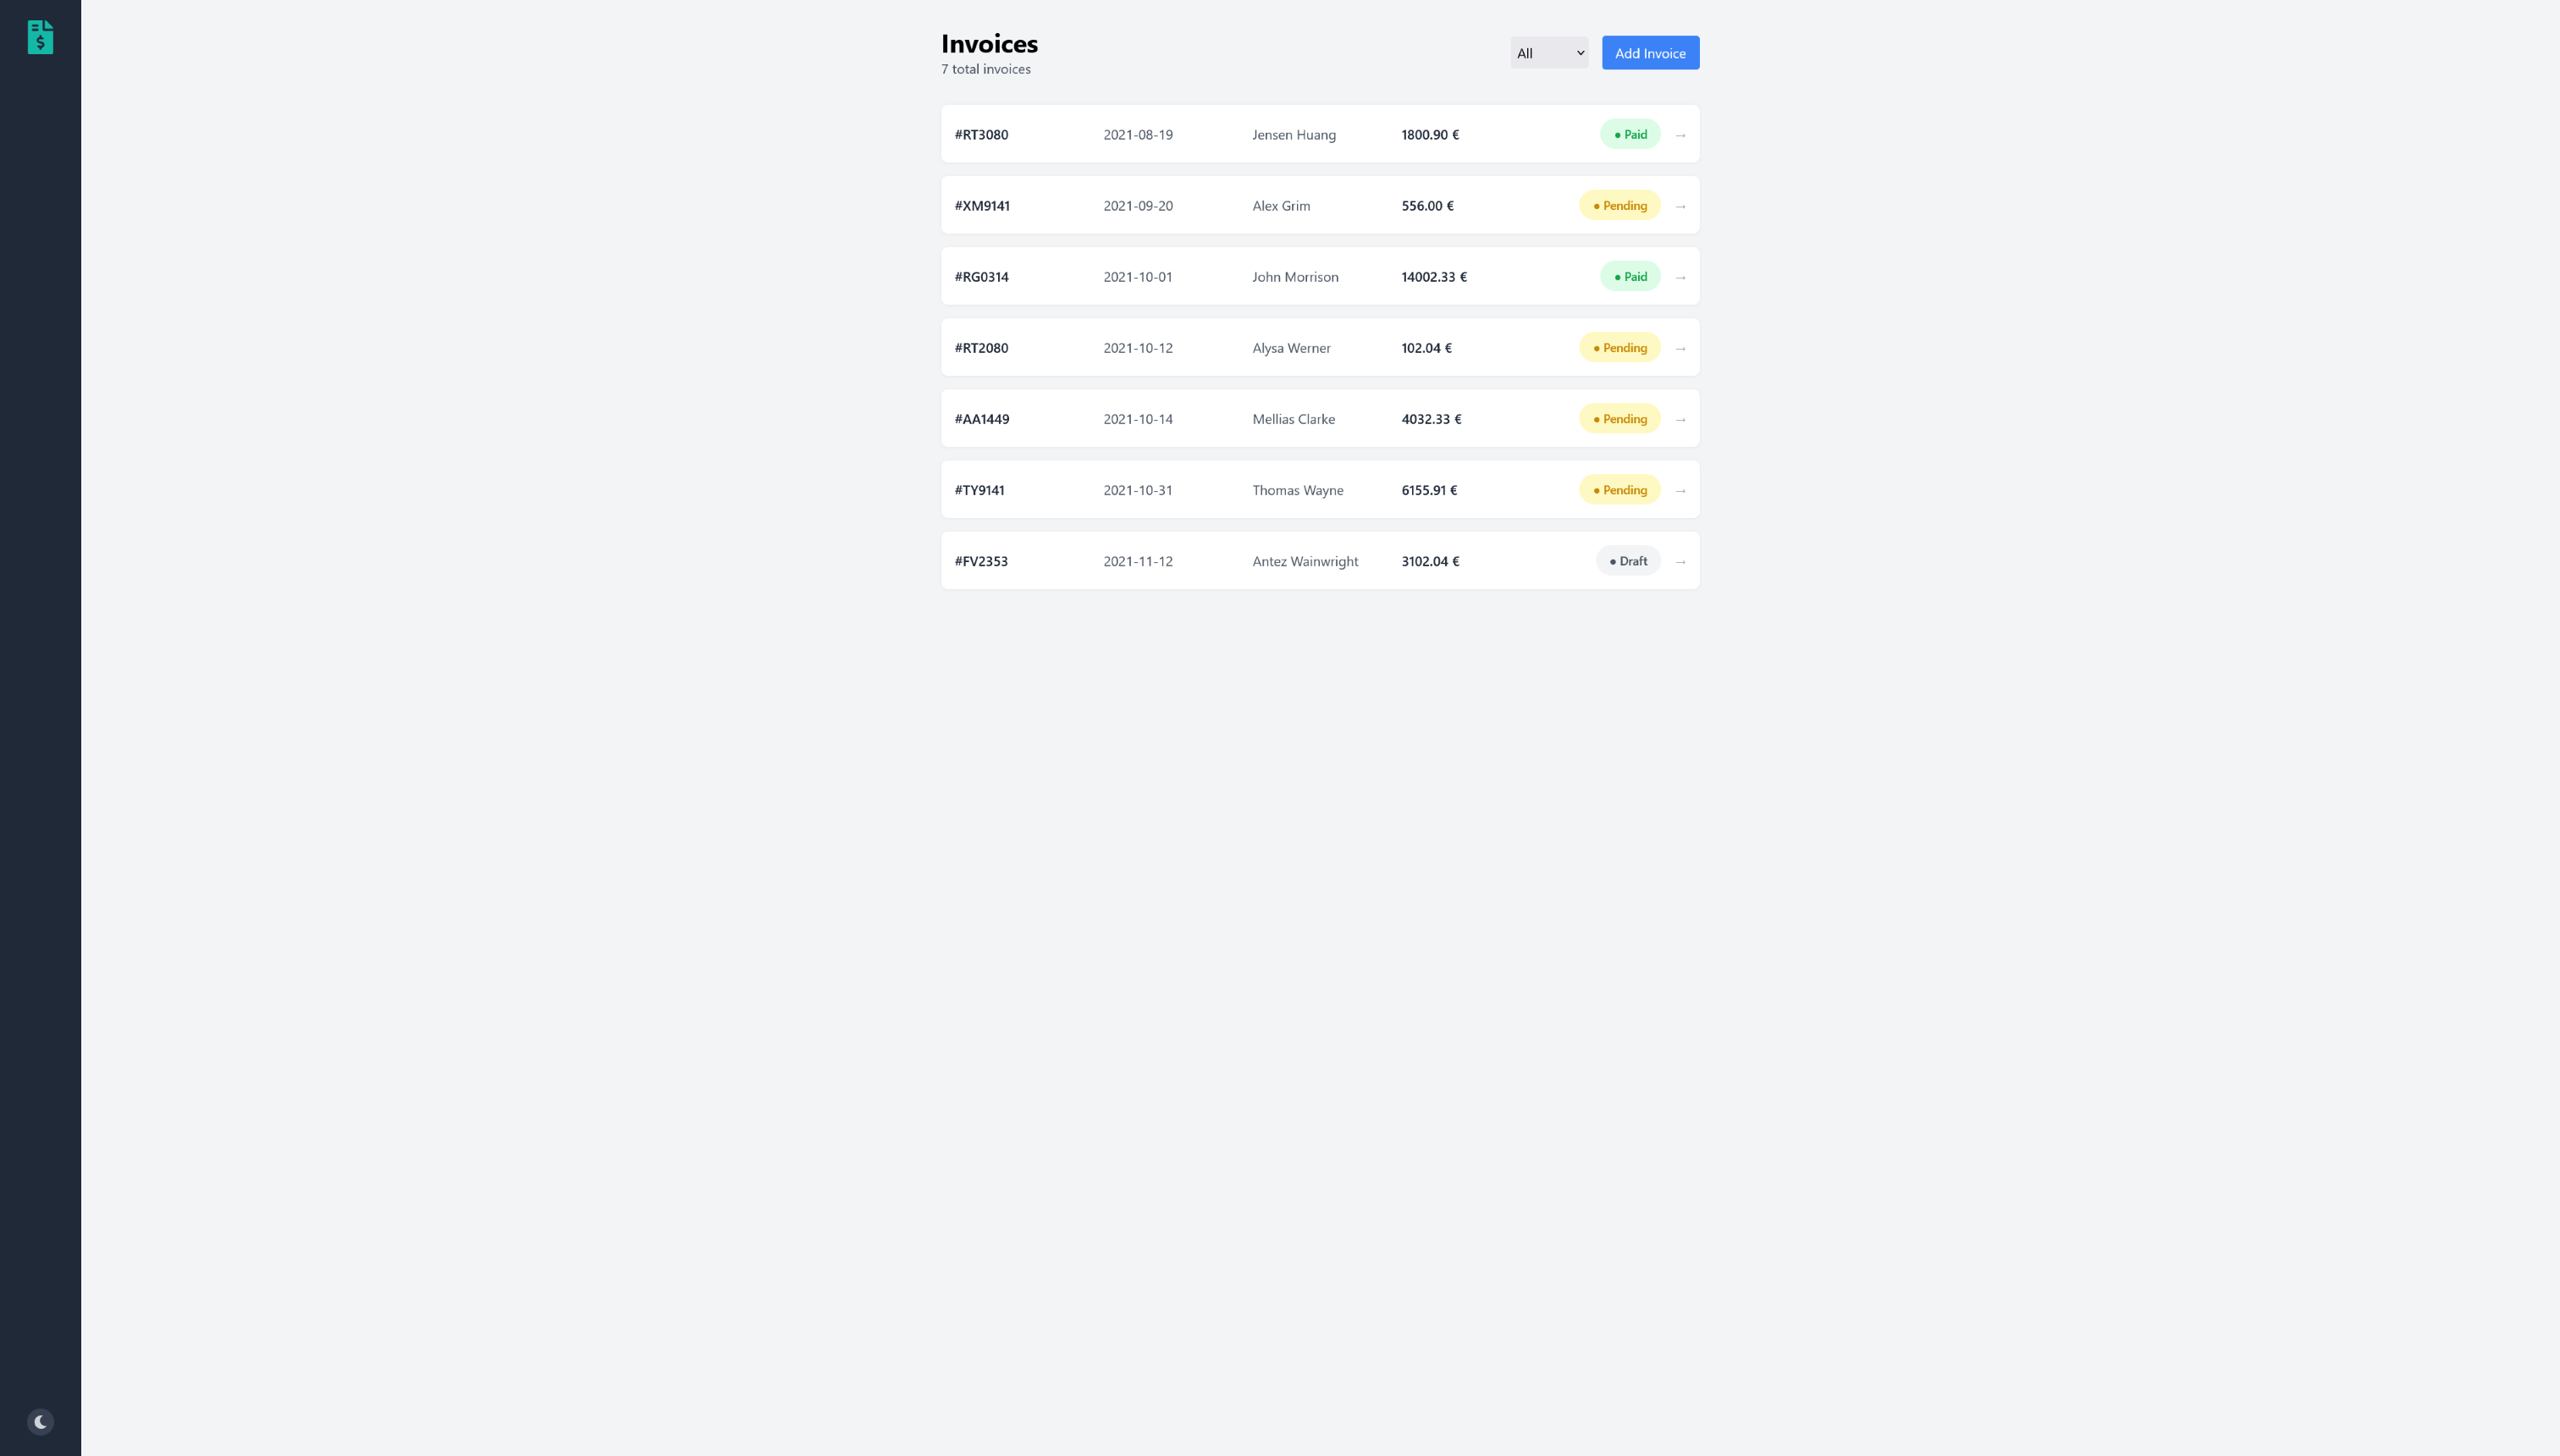 $
Invoices
7 total invoices
All
Add Invoice
#RT3080 2021-08-19 Jensen Huang 1800.90 € • Paid →
#XM9141 2021-09-20 Alex Grim 556.00 € • Pending →
#RG0314 2021-10-01 John Morrison 14002.33 € • Paid →
#RT2080 2021-10-12 Alysa Werner 102.04 € • Pending →
#AA1449 2021-10-14 Mellias Clarke 4032.33 € • Pending →
#TY9141 2021-10-31 Thomas Wayne 6155.91 € • Pending →
#FV2353 2021-11-12 Antez Wainwright 3102.04 € • Draft →